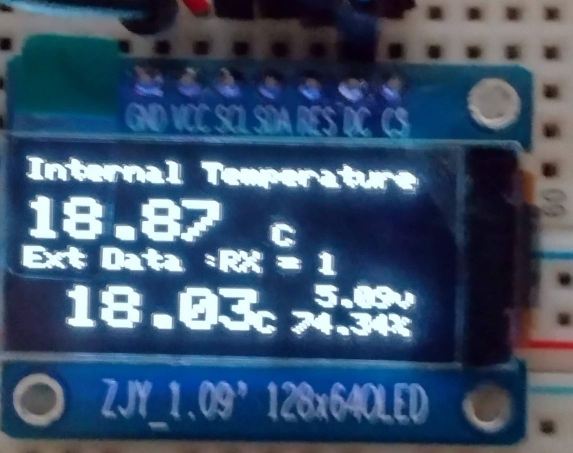 GND VCC SCL SDA RES DC CS
Internal Temperature
18.87 C
Ext Data :RX = 1
18.03C 5.09v
74.34%
ZJY_1.09' 128x64OLED